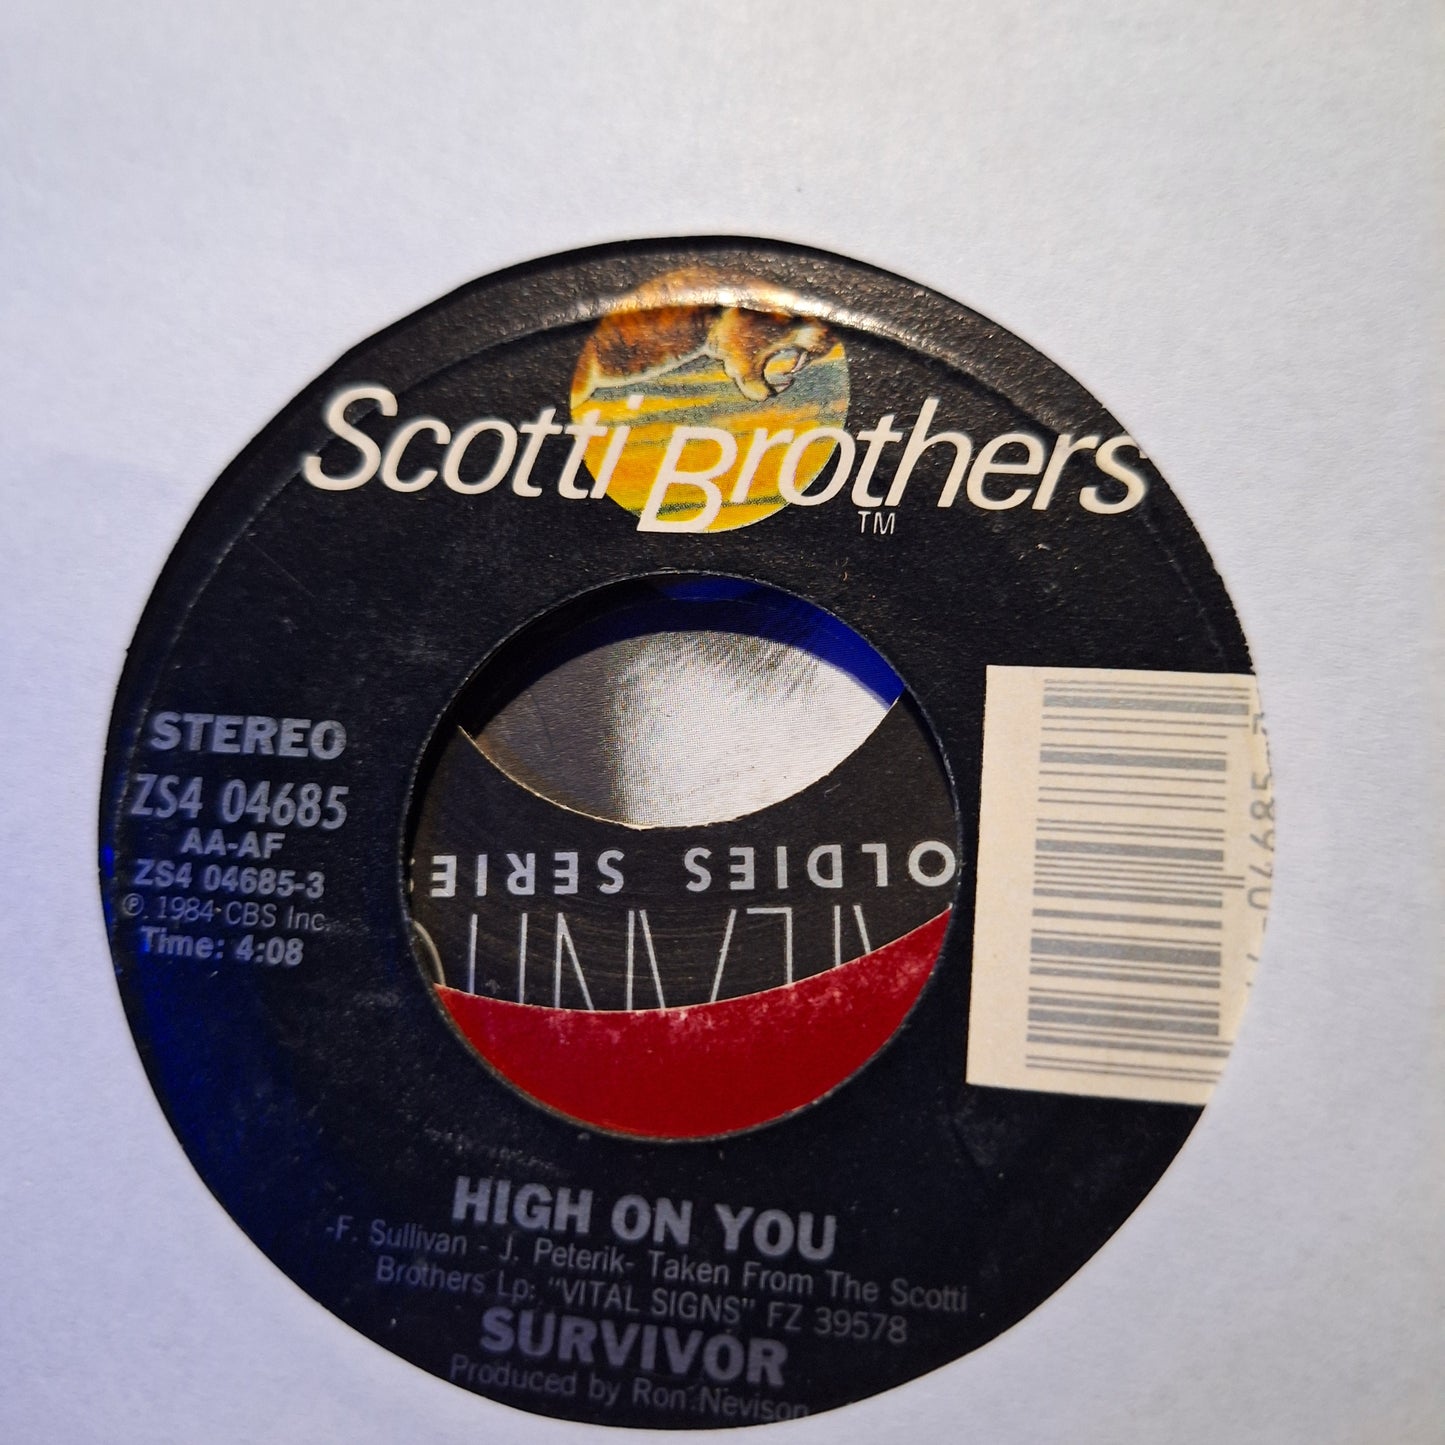 Scotti Brothers
TM
STEREO
ZS4 04685
AA-AF
ZS4 04685-3
℗ 1984 CBS Inc.
Time: 4:08
OLDIES SERIE
HIGH ON YOU
-F. Sullivan - J. Peterik- Taken From The Scotti
Brothers Lp: "VITAL SIGNS" FZ 39578
SURVIVOR
Produced by Ron Nevison